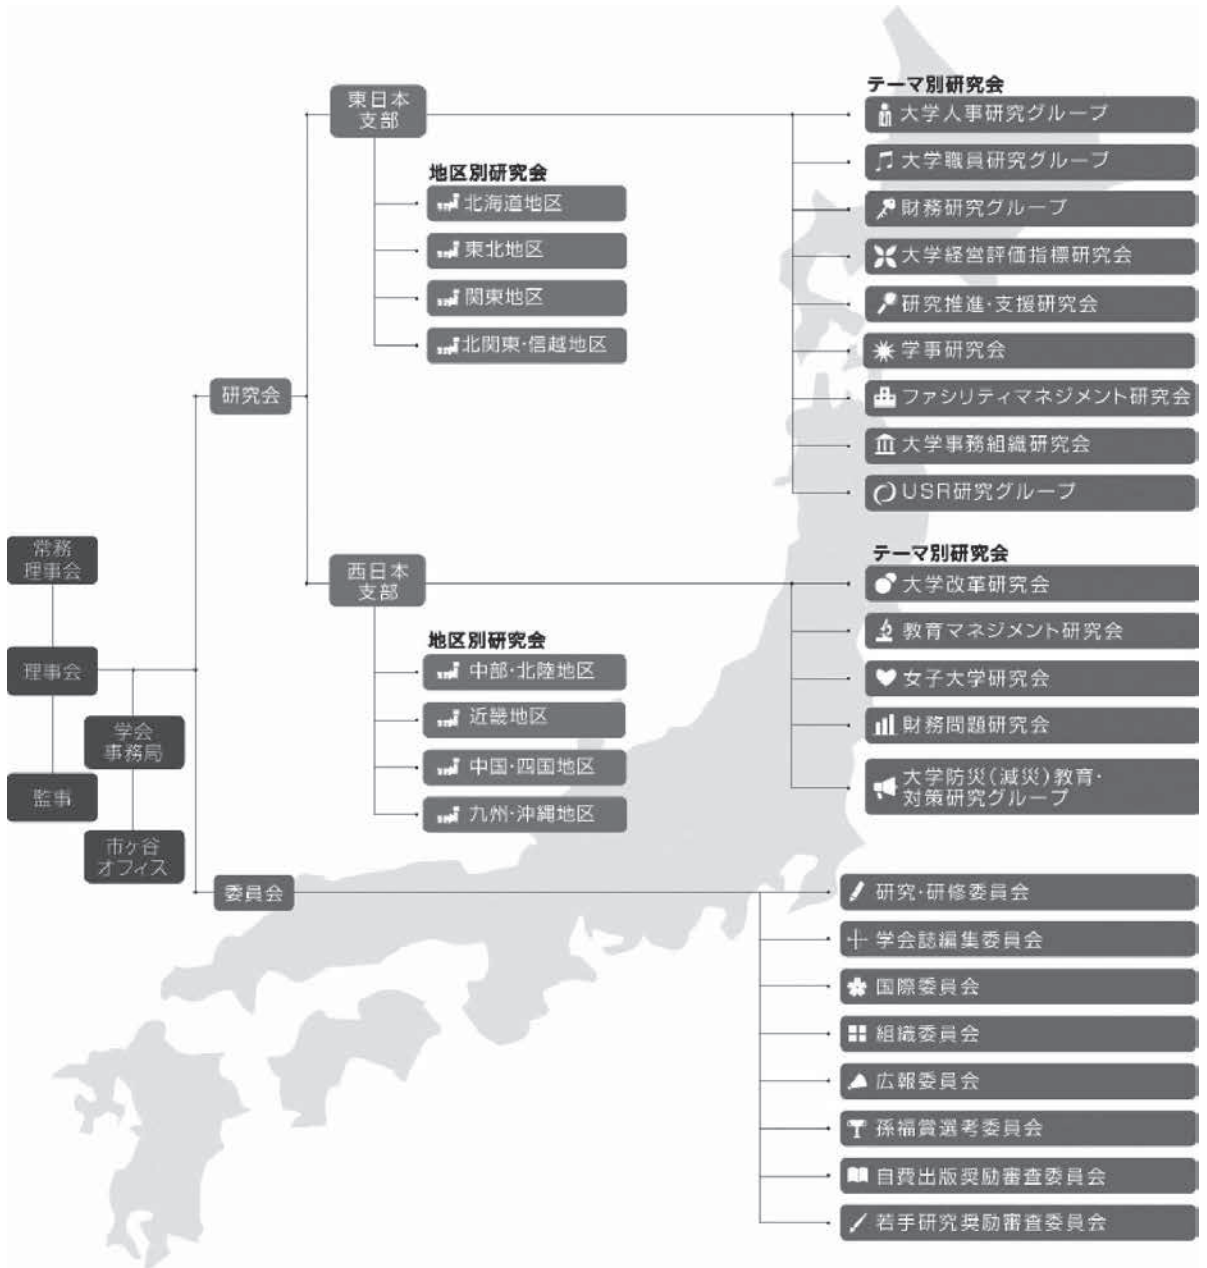 東日本
支部
地区別研究会
北海道地区
東北地区
関東地区
北関東・信越地区
テーマ別研究会
大学人事研究グループ
大学職員研究グループ
財務研究グループ
大学経営評価指標研究会
研究推進・支援研究会
学事研究会
ファシリティマネジメント研究会
大学事務組織研究会
USR研究グループ
研究会
西日本
支部
地区別研究会
中部・北陸地区
近畿地区
中国・四国地区
九州・沖縄地区
テーマ別研究会
大学改革研究会
教育マネジメント研究会
女子大学研究会
財務問題研究会
大学防災(減災)教育・
対策研究グループ
常務
理事会
理事会
学会
事務局
監事
市ヶ谷
オフィス
委員会
研究・研修委員会
学会誌編集委員会
国際委員会
組織委員会
広報委員会
孫福賞選考委員会
自費出版奨励審査委員会
若手研究奨励審査委員会